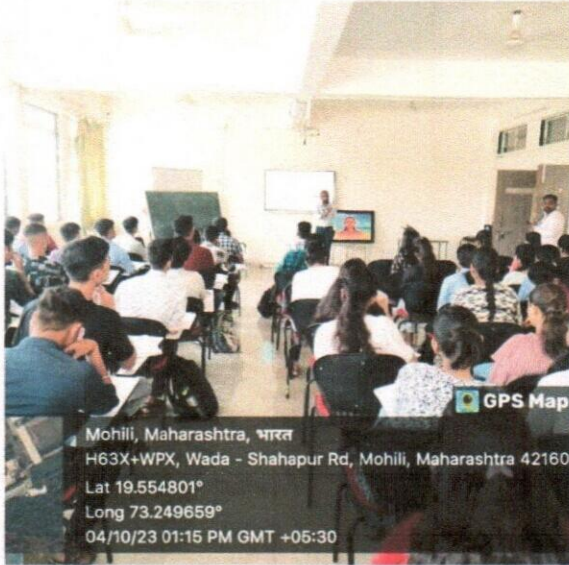 GPS Map
Mohili, Maharashtra, भारत
H63X+WPX, Wada - Shahapur Rd, Mohili, Maharashtra 42160
Lat 19.554801°
Long 73.249659°
04/10/23 01:15 PM GMT +05:30